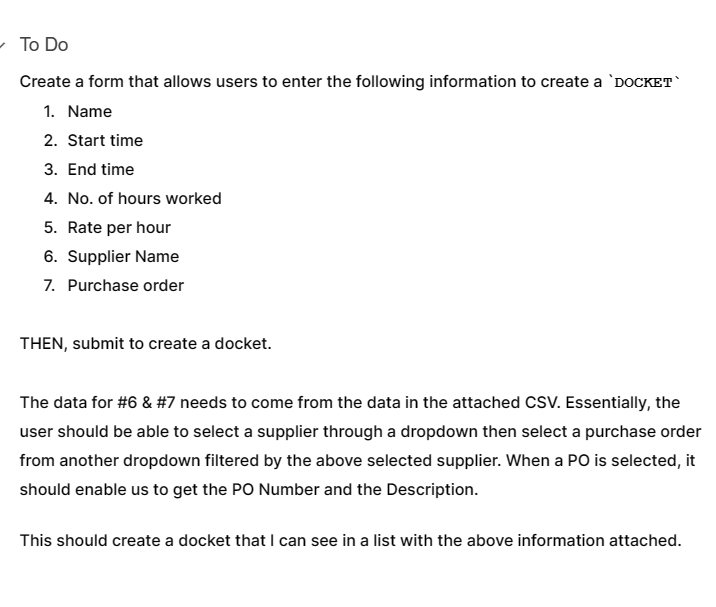 To Do
Create a form that allows users to enter the following information to create a `DOCKET`
1. Name
2. Start time
3. End time
4. No. of hours worked
5. Rate per hour
6. Supplier Name
7. Purchase order
THEN, submit to create a docket.
The data for #6 & #7 needs to come from the data in the attached CSV. Essentially, the
user should be able to select a supplier through a dropdown then select a purchase order
from another dropdown filtered by the above selected supplier. When a PO is selected, it
should enable us to get the PO Number and the Description.
This should create a docket that I can see in a list with the above information attached.